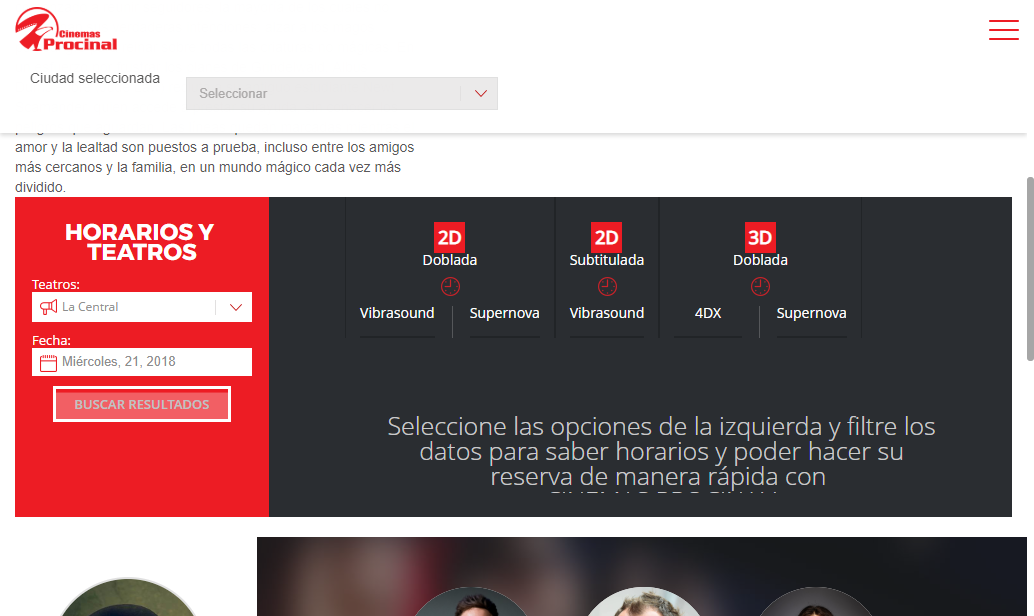 Cinemas
Procinal
Ciudad seleccionada
Seleccionar
amor y la lealtad son puestos a prueba, incluso entre los amigos
más cercanos y la familia, en un mundo mágico cada vez más
dividido.
HORARIOS Y
TEATROS
Teatros:
La Central
Fecha:
Miércoles, 21, 2018
BUSCAR RESULTADOS
2D
Doblada
Vibrasound
Supernova
2D
Subtitulada
Vibrasound
3D
Doblada
4DX
Supernova
Seleccione las opciones de la izquierda y filtre los
datos para saber horarios y poder hacer su
reserva de manera rápida con